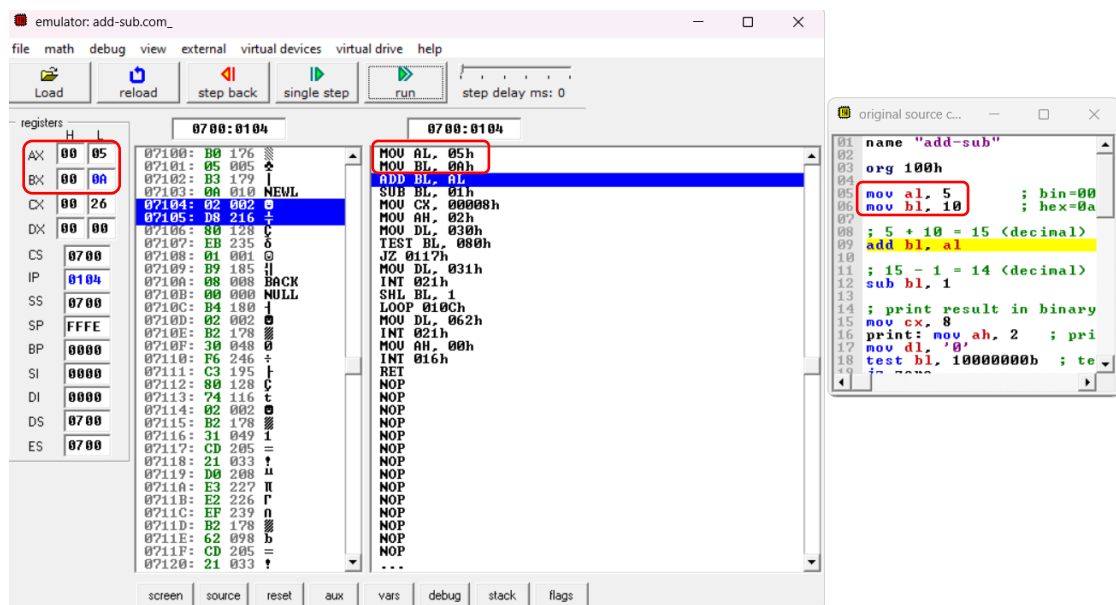 emulator: add-sub.com_
file math debug view external virtual devices virtual drive help
Load reload step back single step run step delay ms: 0
registers
H L
AX 00 05
BX 00 0A
CX 00 26
DX 00 00
CS 0700
IP 0104
SS 0700
SP FFFE
BP 0000
SI 0000
DI 0000
DS 0700
ES 0700
0700:0104
07100: B0 176 ▒
07101: 05 005 ♣
07102: B3 179 │
07103: 0A 010 NEWL
07104: 02 002 ☻
07105: D8 216 ╪
07106: 80 128 Ç
07107: EB 235 δ
07108: 01 001 ☺
07109: B9 185 ╣
0710A: 08 008 BACK
0710B: 00 000 NULL
0710C: B4 180 ┤
0710D: 02 002 ☻
0710E: B2 178 ▓
0710F: 30 048 0
07110: F6 246 ÷
07111: C3 195 ├
07112: 80 128 Ç
07113: 74 116 t
07114: 02 002 ☻
07115: B2 178 ▓
07116: 31 049 1
07117: CD 205 =
07118: 21 033 !
07119: D0 208 ╨
0711A: E3 227 π
0711B: E2 226 Γ
0711C: EF 239 ∩
0711D: B2 178 ▓
0711E: 62 098 b
0711F: CD 205 =
07120: 21 033 !
0700:0104
MOV AL, 05h
MOV BL, 0Ah
ADD BL, AL
SUB BL, 01h
MOV CX, 00008h
MOV AH, 02h
MOV DL, 030h
TEST BL, 080h
JZ 0117h
MOV DL, 031h
INT 021h
SHL BL, 1
LOOP 010Ch
MOV DL, 062h
INT 021h
MOV AH, 00h
INT 016h
RET
NOP
NOP
NOP
NOP
NOP
NOP
NOP
NOP
NOP
NOP
NOP
NOP
NOP
NOP
...
screen source reset aux vars debug stack flags
original source c...
01 name "add-sub"
02
03 org 100h
04
05 mov al, 5 ; bin=00
06 mov bl, 10 ; hex=0a
07
08 ; 5 + 10 = 15 (decimal)
09 add bl, al
10
11 ; 15 - 1 = 14 (decimal)
12 sub bl, 1
13
14 ; print result in binary
15 mov cx, 8
16 print: mov ah, 2 ; pri
17 mov dl, '0'
18 test bl, 10000000b ; te
19